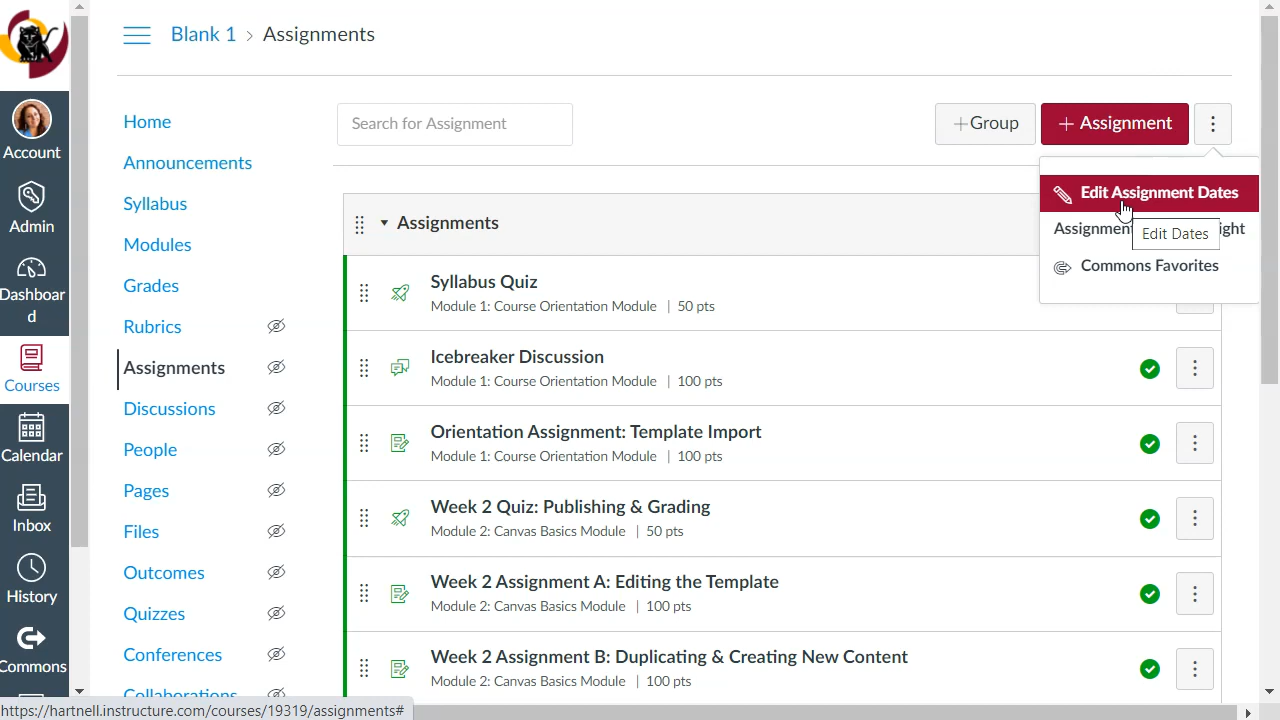 Blank 1 > Assignments
Account
Admin
Dashboar
d
Courses
Calendar
Inbox
History
Commons
Home
Announcements
Syllabus
Modules
Grades
Rubrics
Assignments
Discussions
People
Pages
Files
Outcomes
Quizzes
Conferences
Collaborations
Search for Assignment
+Group
+ Assignment
Edit Assignment Dates
Assignment
ight
Edit Dates
Commons Favorites
Assignments
Syllabus Quiz
Module 1: Course Orientation Module | 50 pts
Icebreaker Discussion
Module 1: Course Orientation Module | 100 pts
Orientation Assignment: Template Import
Module 1: Course Orientation Module | 100 pts
Week 2 Quiz: Publishing & Grading
Module 2: Canvas Basics Module | 50 pts
Week 2 Assignment A: Editing the Template
Module 2: Canvas Basics Module | 100 pts
Week 2 Assignment B: Duplicating & Creating New Content
Module 2: Canvas Basics Module | 100 pts
https://hartnell.instructure.com/courses/19319/assignments#